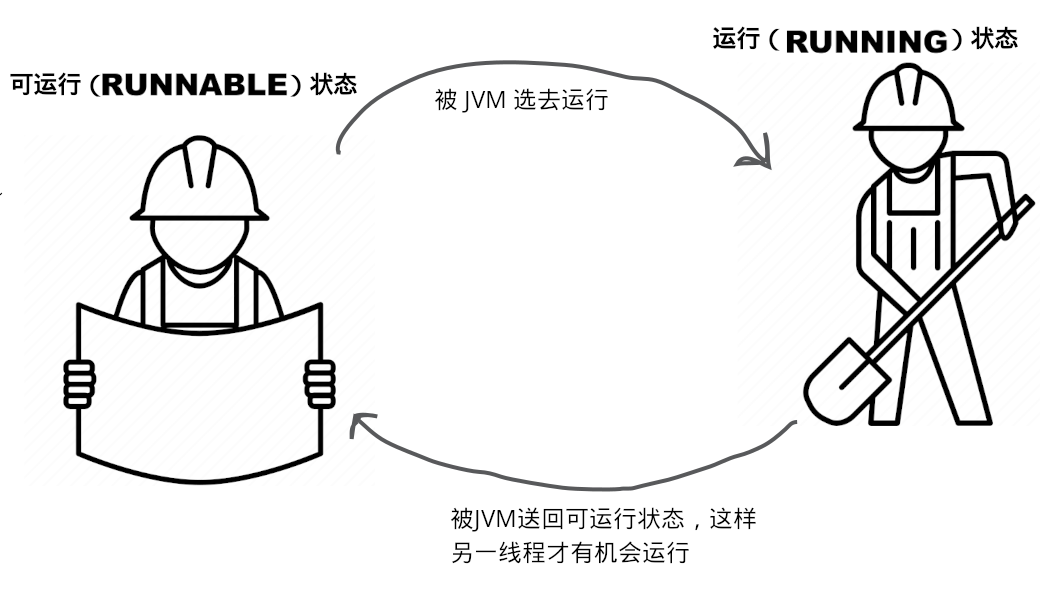 运行（RUNNING）状态
可运行（RUNNABLE）状态
被 JVM 选去运行
被JVM送回可运行状态，这样
另一线程才有机会运行